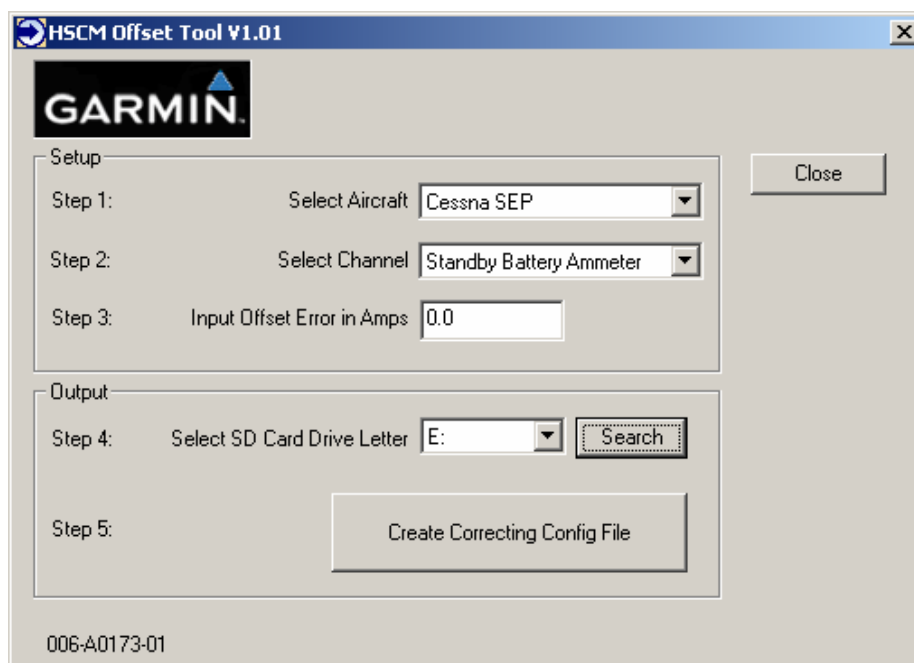 HSCM Offset Tool V1.01
GARMIN.
Setup
Close
Step 1: Select Aircraft Cessna SEP
Step 2: Select Channel Standby Battery Ammeter
Step 3: Input Offset Error in Amps 0.0
Output
Step 4: Select SD Card Drive Letter E: Search
Step 5: Create Correcting Config File
006-A0173-01